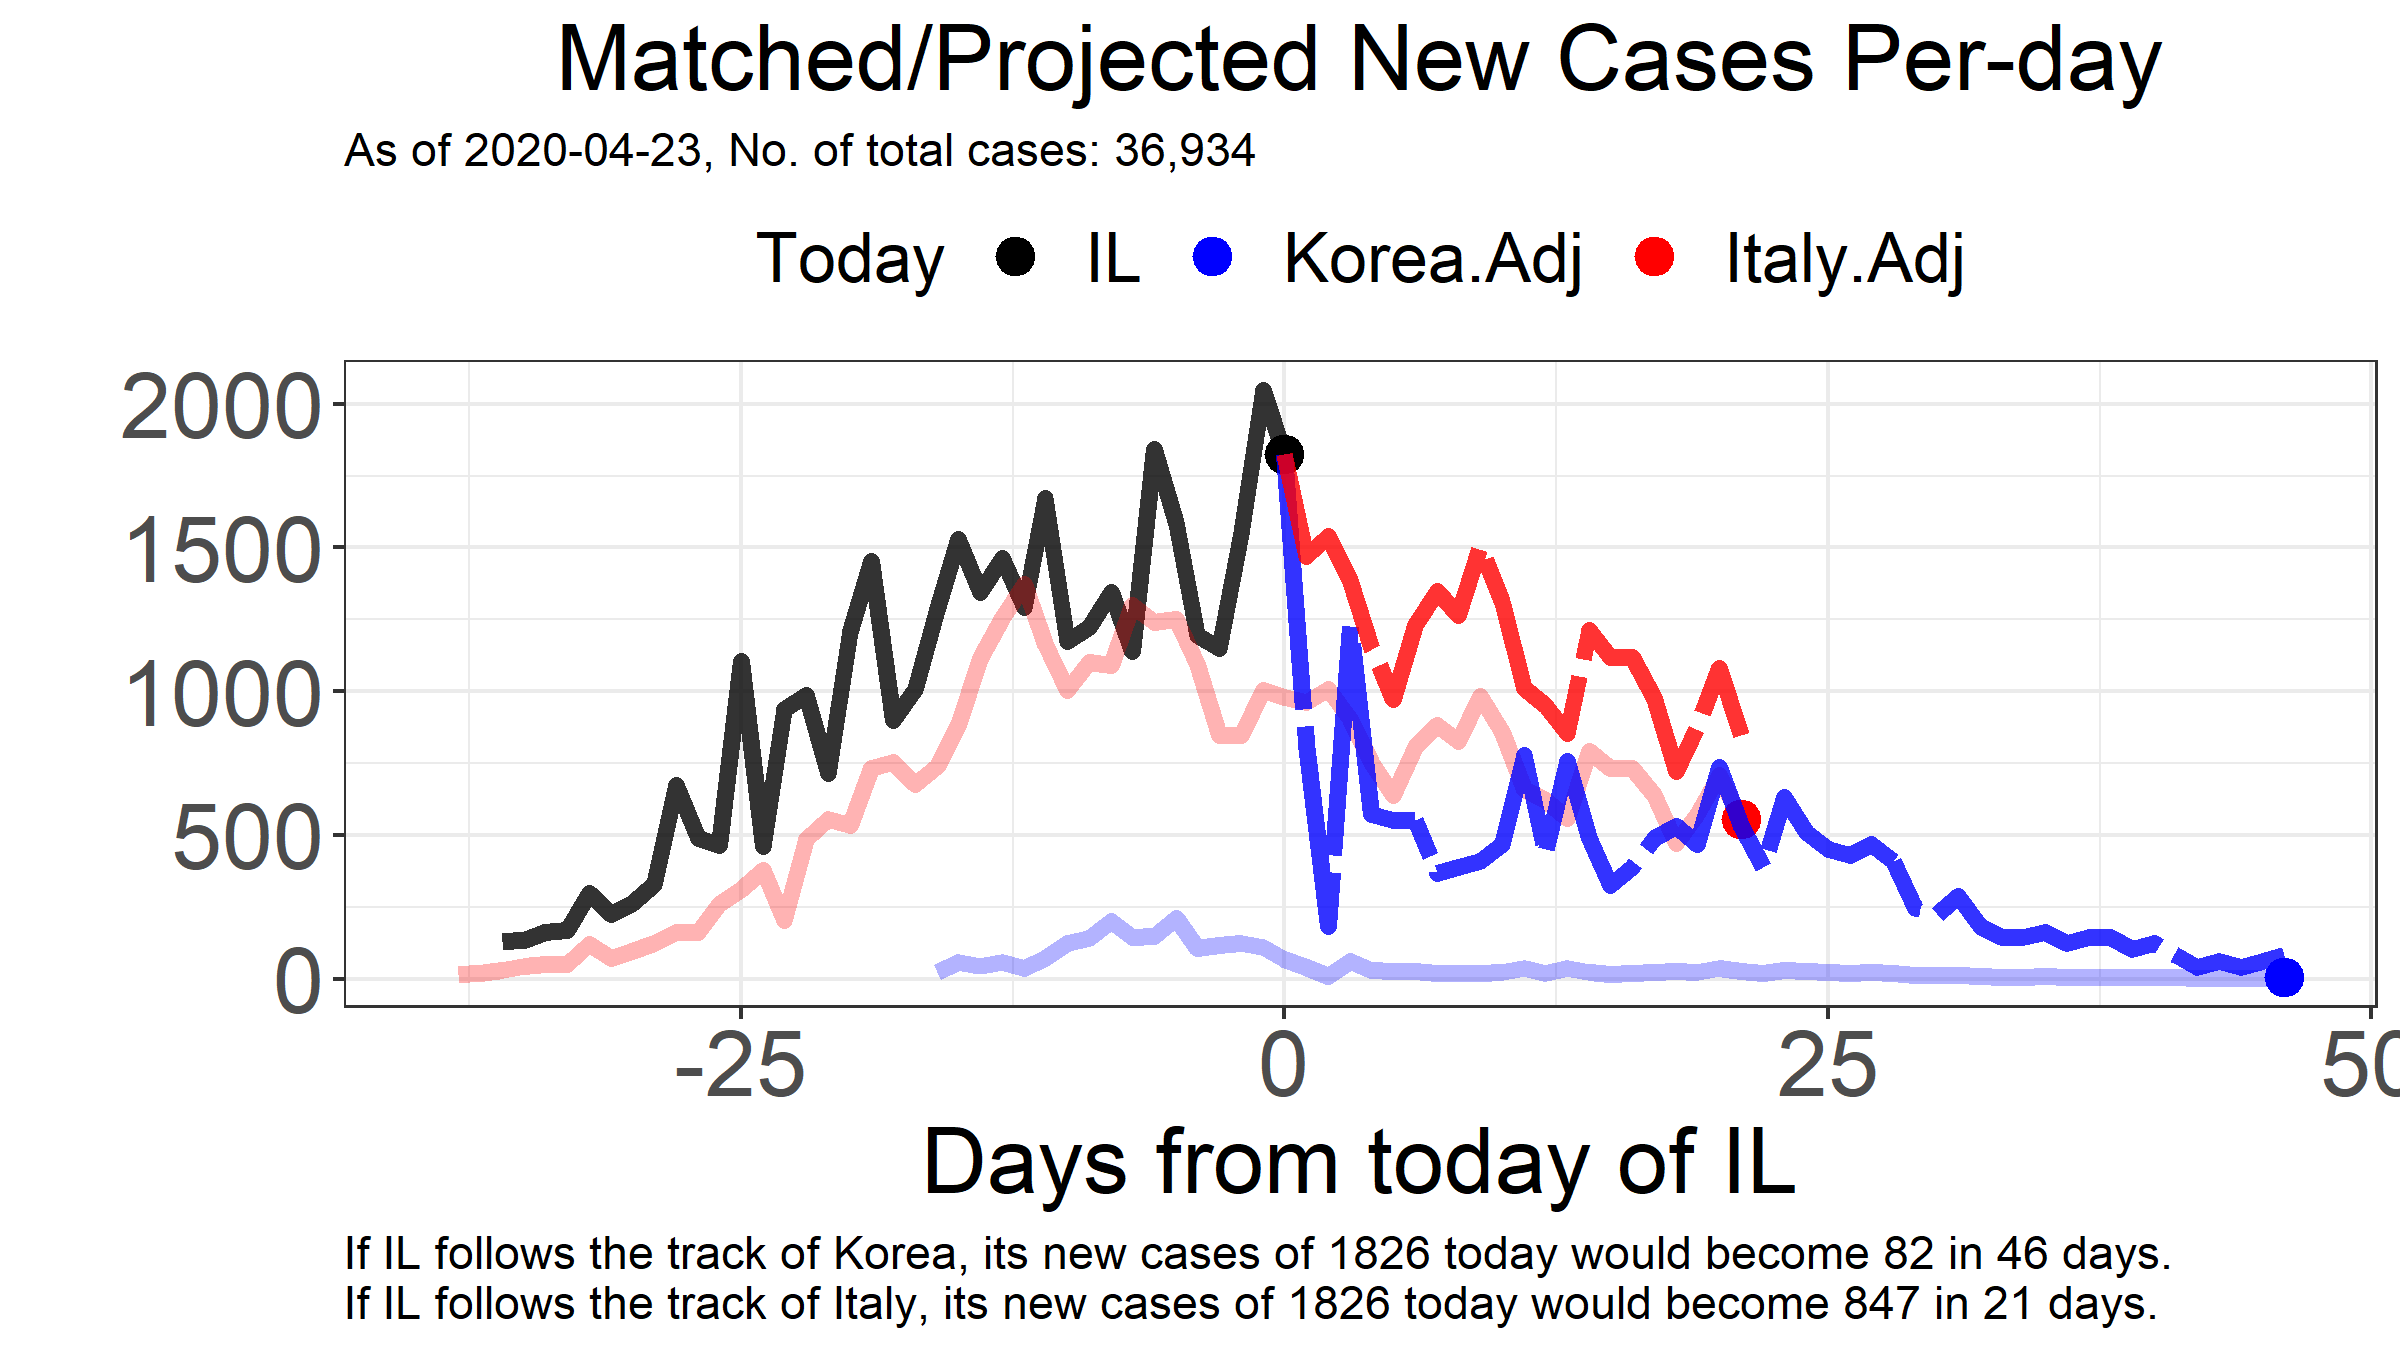 Matched/Projected New Cases Per-day
As of 2020-04-23, No. of total cases: 36,934
Today IL Korea.Adj Italy.Adj
2000
1500
1000
500
0
-25 0 25 50
Days from today of IL
If IL follows the track of Korea, its new cases of 1826 today would become 82 in 46 days.
If IL follows the track of Italy, its new cases of 1826 today would become 847 in 21 days.